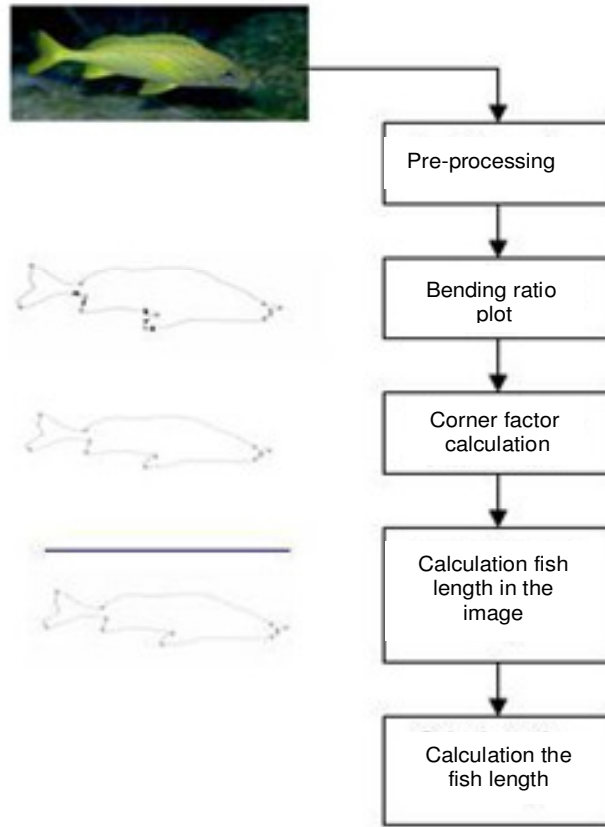 Pre-processing
Bending ratio
plot
Corner factor
calculation
Calculation fish
length in the
image
Calculation the
fish length